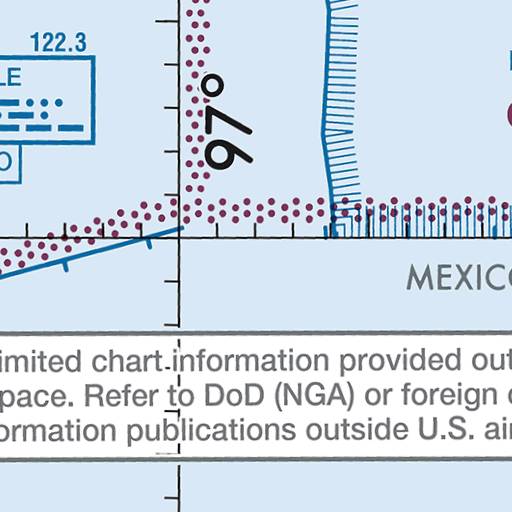 122.3
LE
O
97°
MEXICO
imited chart information provided out
pace. Refer to DoD (NGA) or foreign
ormation publications outside U.S. air